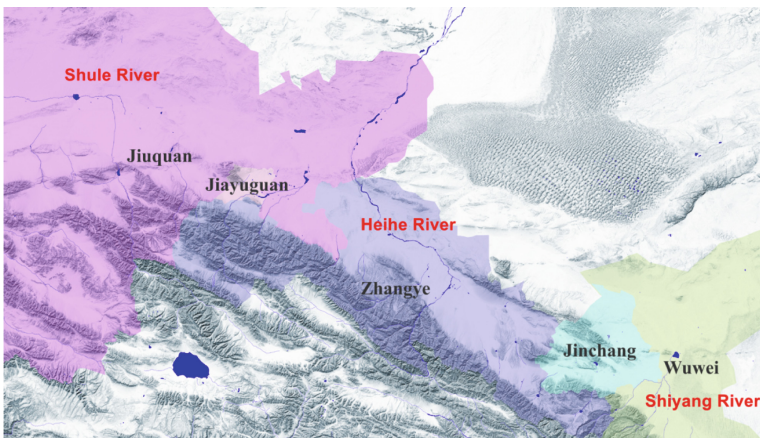 Shule River
Jiuquan
Jiayuguan
Heihe River
Zhangye
Jinchang
Wuwei
Shiyang River